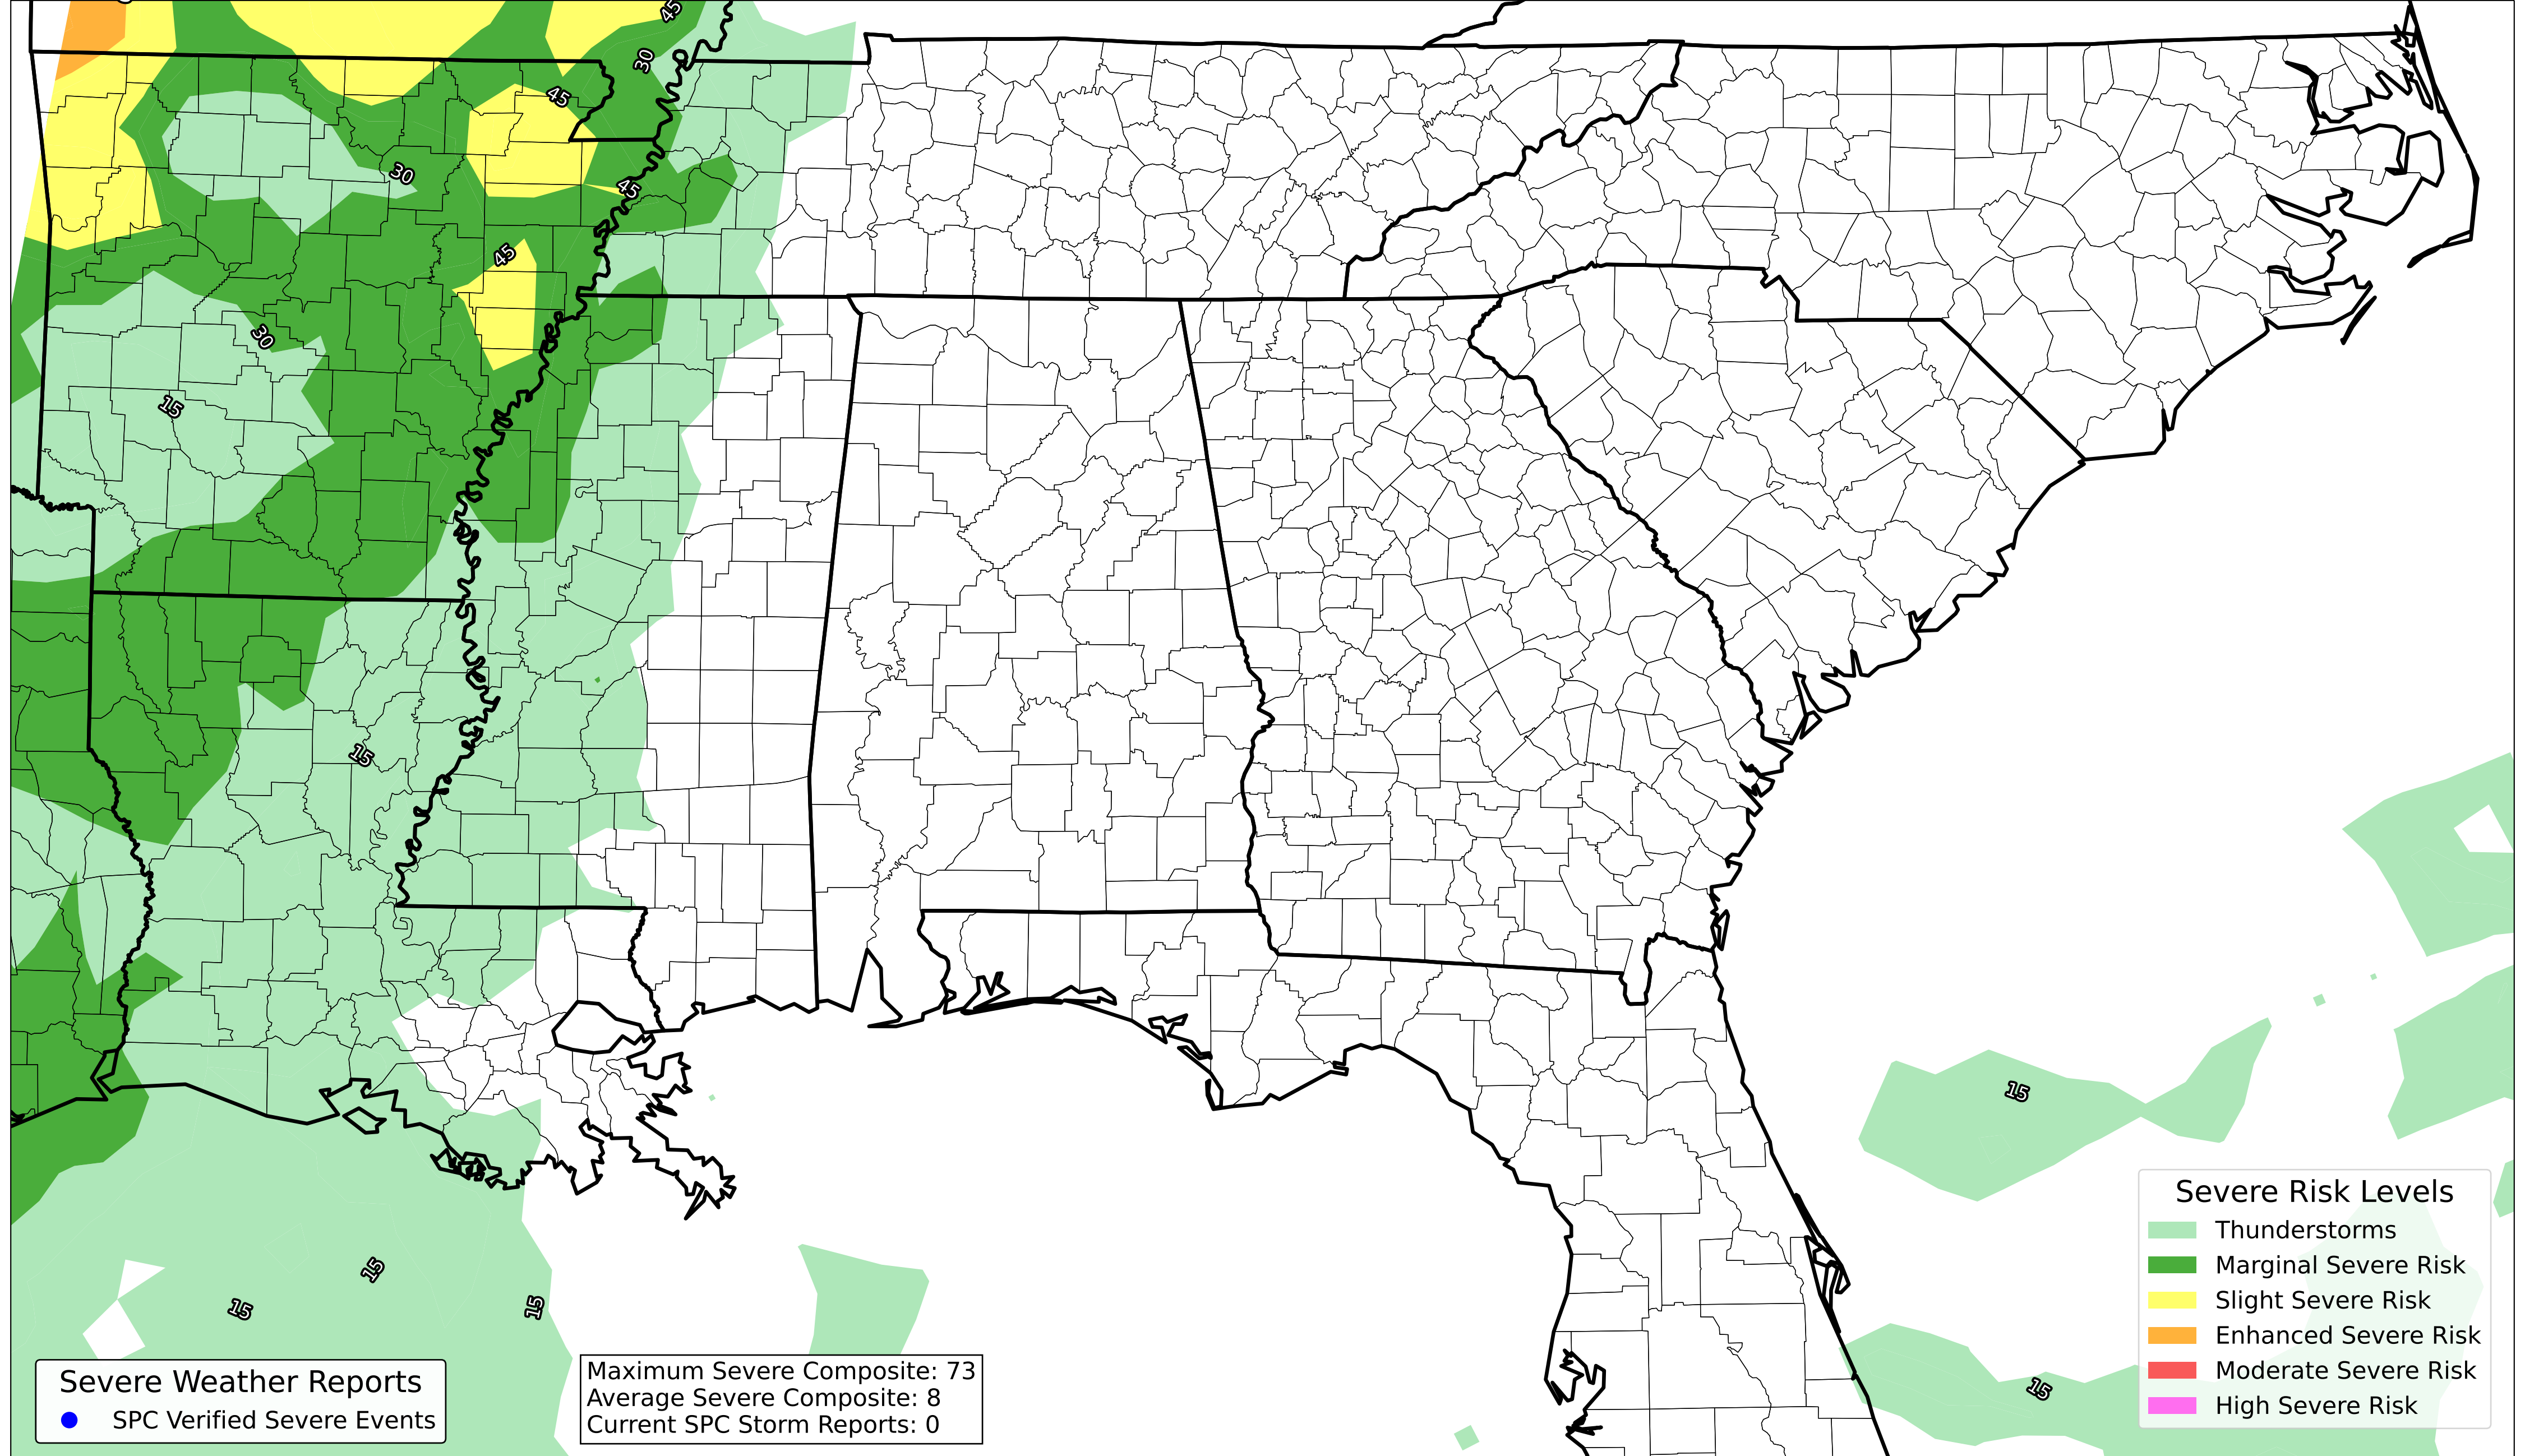 45
30
45
30
45
45
30
15
15
15
15
15
15
15
Severe Risk Levels
Thunderstorms
Marginal Severe Risk
Slight Severe Risk
Enhanced Severe Risk
Moderate Severe Risk
High Severe Risk
Severe Weather Reports
SPC Verified Severe Events
Maximum Severe Composite: 73
Average Severe Composite: 8
Current SPC Storm Reports: 0